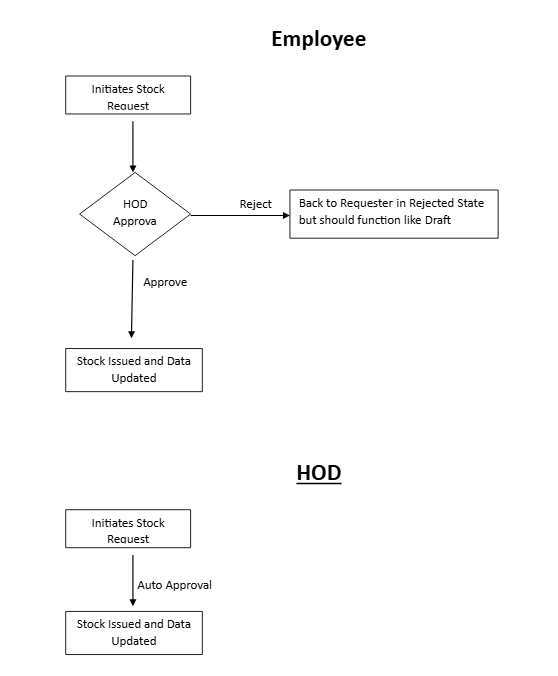 Employee
Initiates Stock
Request
HOD
Approva
Reject
Back to Requester in Rejected State
but should function like Draft
Approve
Stock Issued and Data
Updated
HOD
Initiates Stock
Request
Auto Approval
Stock Issued and Data
Updated